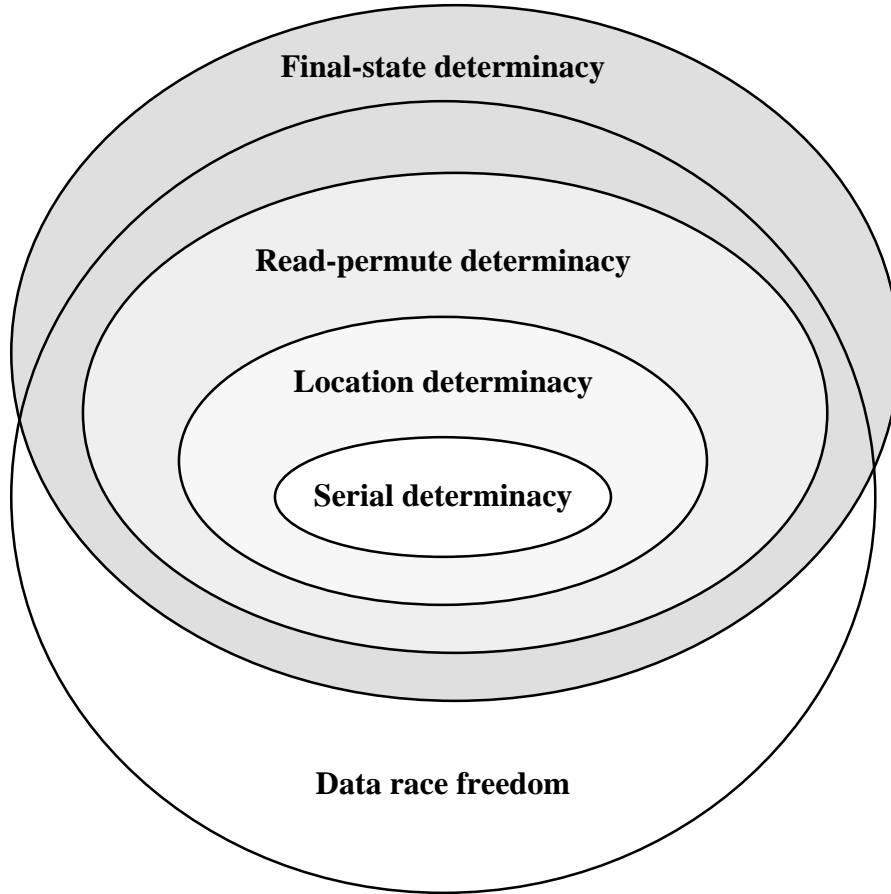 Final-state determinacy
Read-permute determinacy
Location determinacy
Serial determinacy
Data race freedom